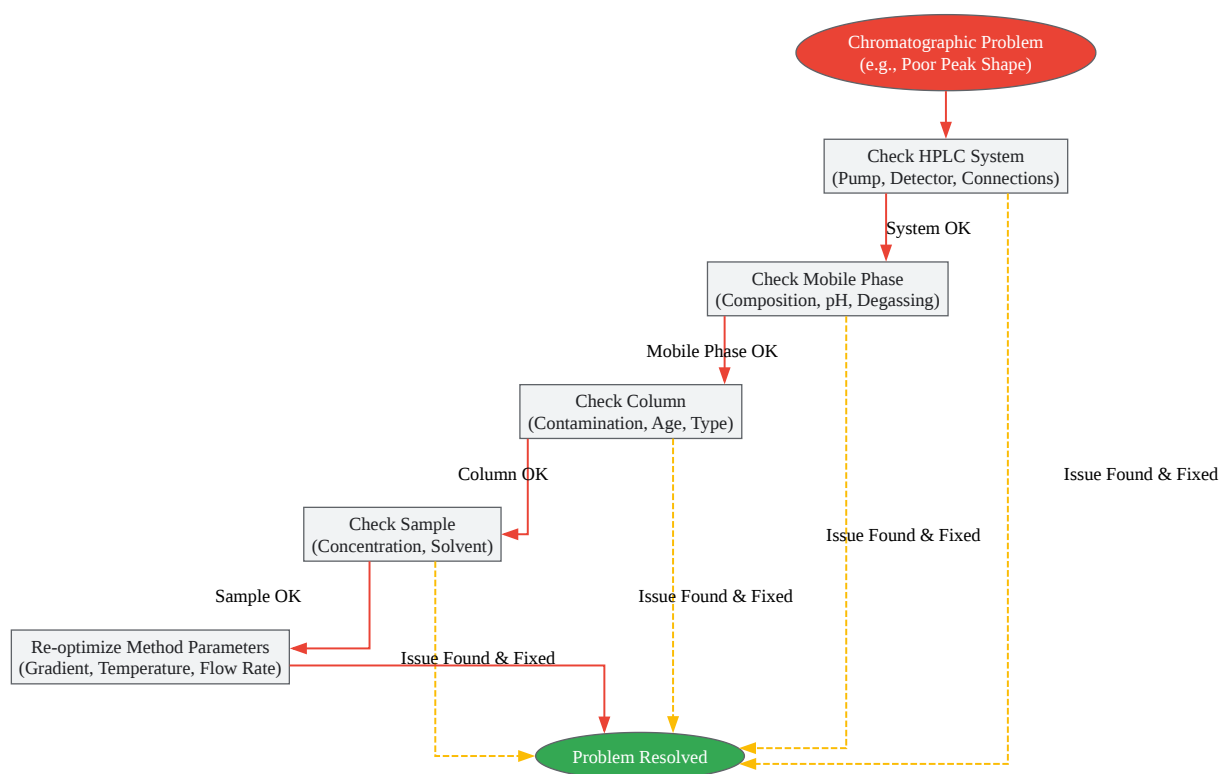 Chromatographic Problem
(e.g., Poor Peak Shape)
Check HPLC System
(Pump, Detector, Connections)
System OK
Check Mobile Phase
(Composition, pH, Degassing)
Mobile Phase OK
Check Column
(Contamination, Age, Type)
Column OK
Issue Found & Fixed
Check Sample
(Concentration, Solvent)
Issue Found & Fixed
Sample OK
Issue Found & Fixed
Re-optimize Method Parameters
(Gradient, Temperature, Flow Rate)
Issue Found & Fixed
Problem Resolved